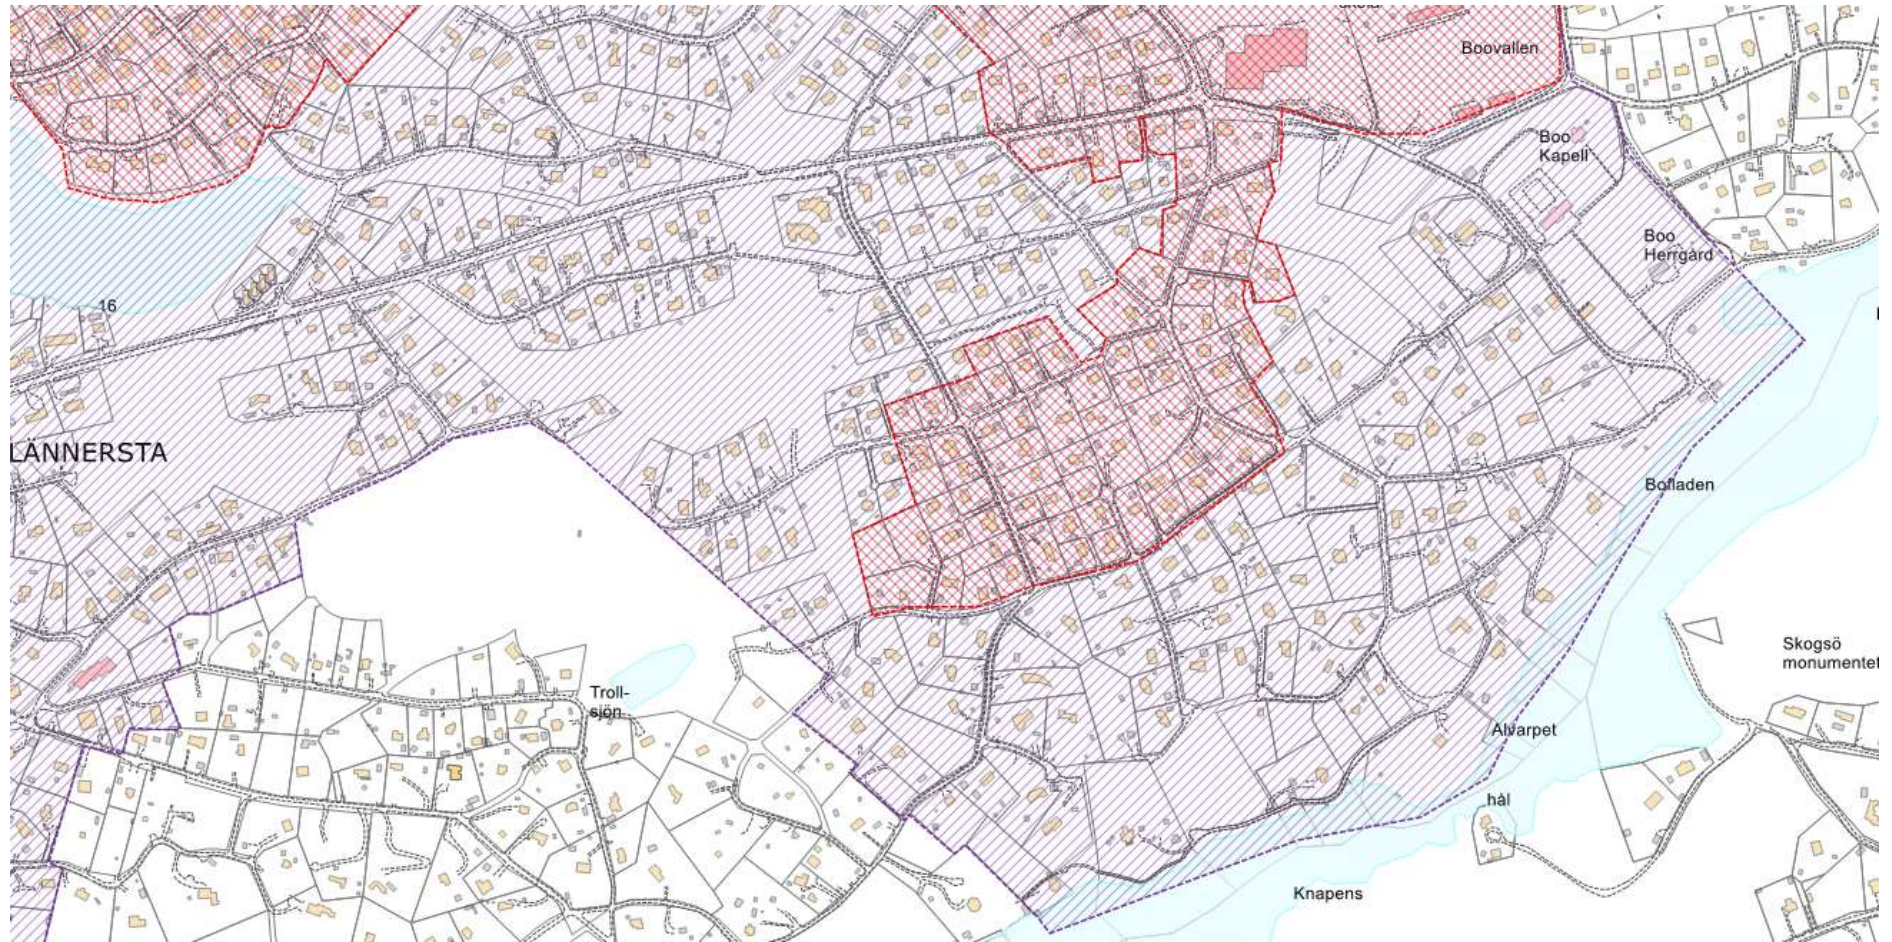 Boovallen
Boo
Kapell
Boo
Herrgård
16
LÄNNERSTA
Bofladen
Skogsö
monumentet
Troll-
sjön
Alvarpet
hål
Knapens